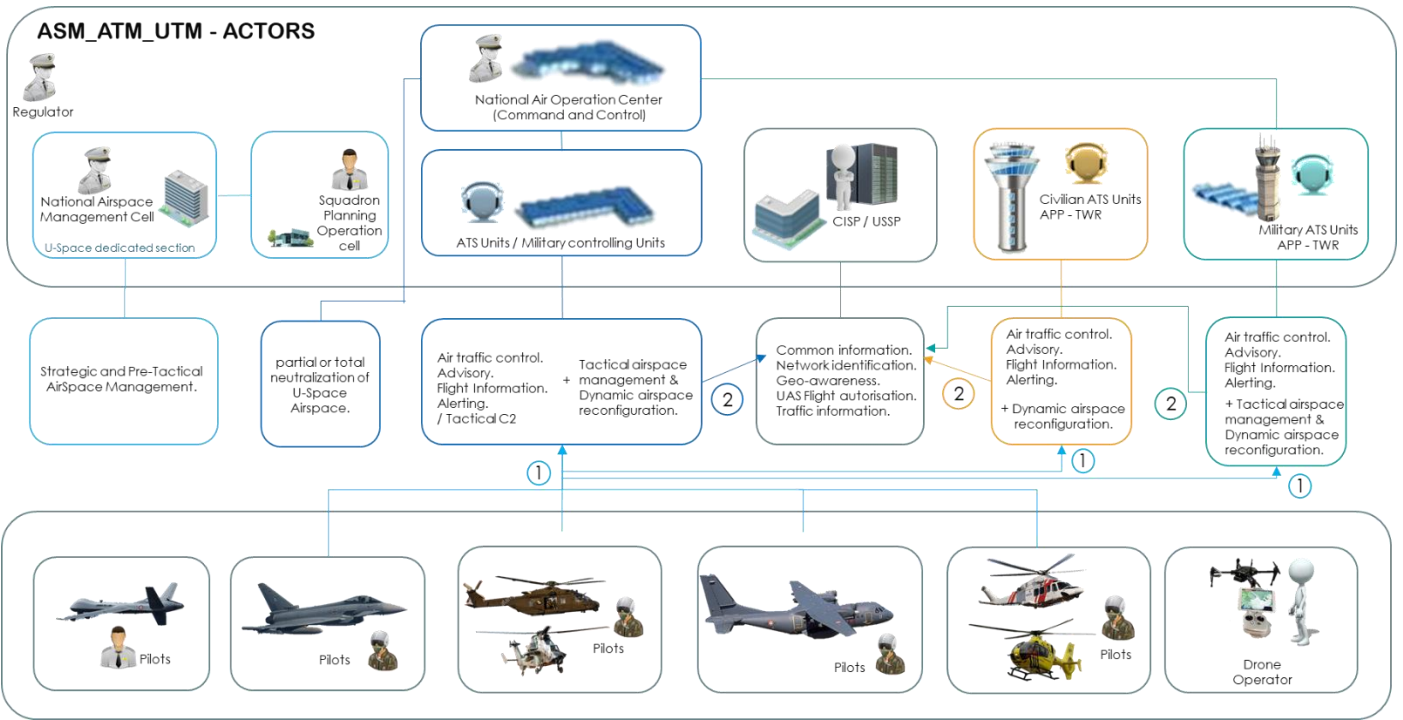 ASM_ATM_UTM - ACTORS
Regulator
National Airspace
Management Cell
U-Space dedicated section
Squadron
Planning
Operation
cell
National Air Operation Center
(Command and Control)
ATS Units / Military controlling Units
CISP / USSP
Civilian ATS Units
APP - TWR
Military ATS Units
APP - TWR
Strategic and Pre-Tactical
AirSpace Management.
partial or total
neutralization of
U-Space
Airspace.
Air traffic control.
Advisory.
Flight Information.
Alerting.
/ Tactical C2
Tactical airspace
+ management &
Dynamic airspace
reconfiguration.
2
Common information.
Network identification.
Geo-awareness.
UAS Flight autorisation.
Traffic information.
2
Air traffic control.
Advisory.
Flight Information.
Alerting.
+ Dynamic airspace
reconfiguration.
2
Air traffic control.
Advisory.
Flight Information.
Alerting.
+ Tactical airspace
management &
Dynamic airspace
reconfiguration.
1
1
1
Pilots
Pilots
Pilots
Pilots
Pilots
Drone
Operator